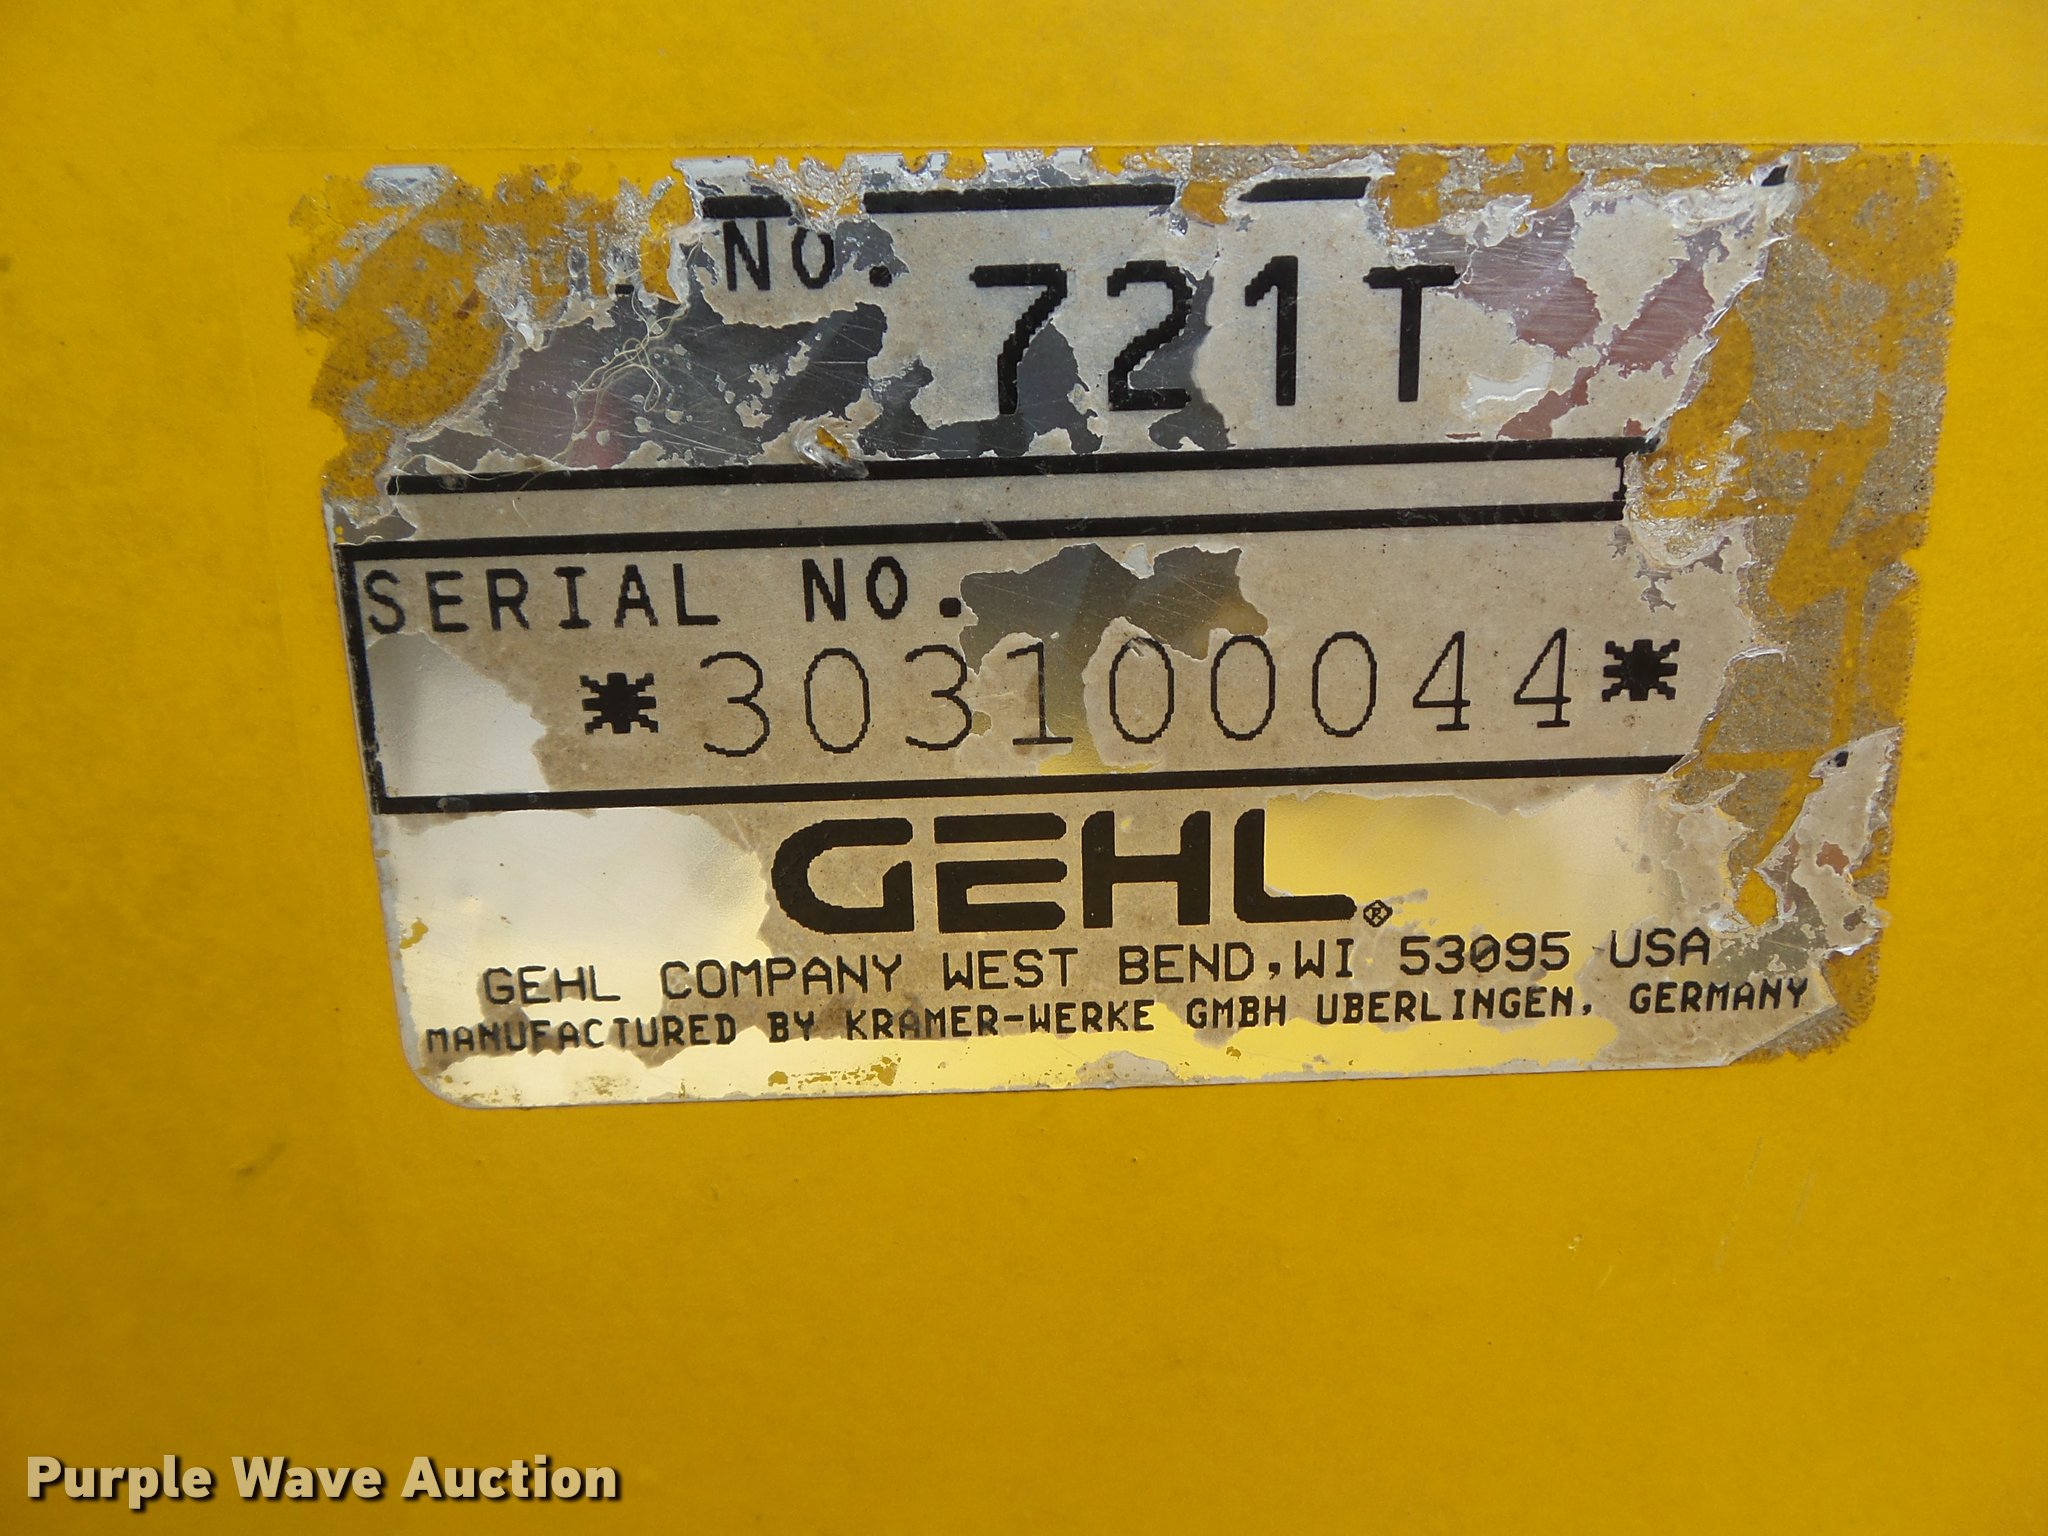 NO. 721T
SERIAL NO.
*303100044*
GEHL®
GEHL COMPANY WEST BEND, WI 53095 USA
MANUFACTURED BY KRAMER-WERKE GMBH UBERLINGEN, GERMANY
Purple Wave Auction